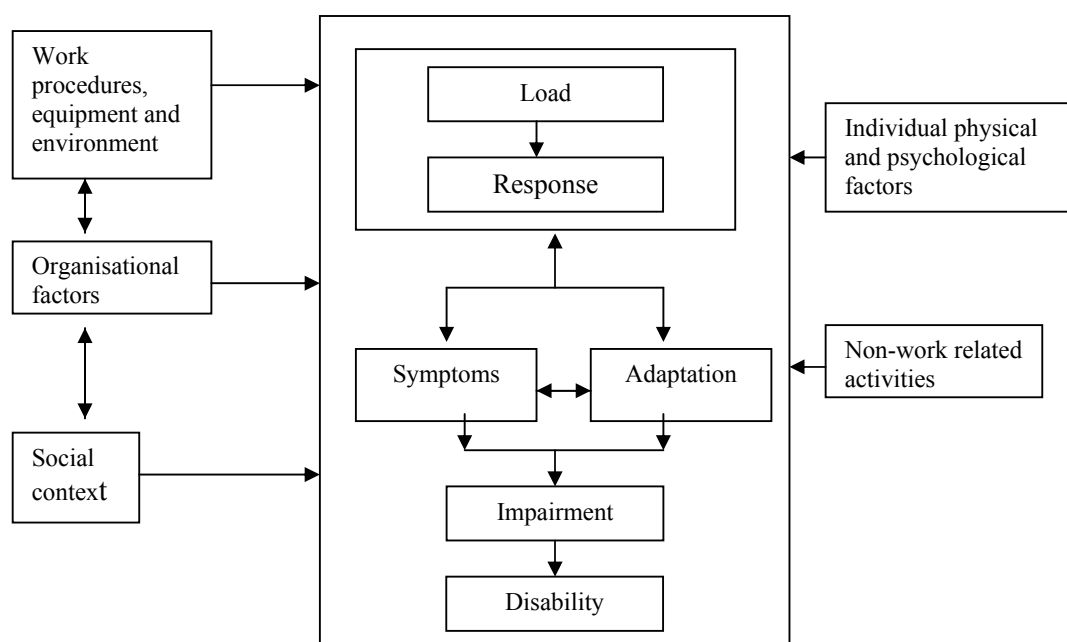 Work
procedures,
equipment and
environment
Organisational
factors
Social
context
Load
Response
Symptoms
Adaptation
Impairment
Disability
Individual physical
and psychological
factors
Non-work related
activities